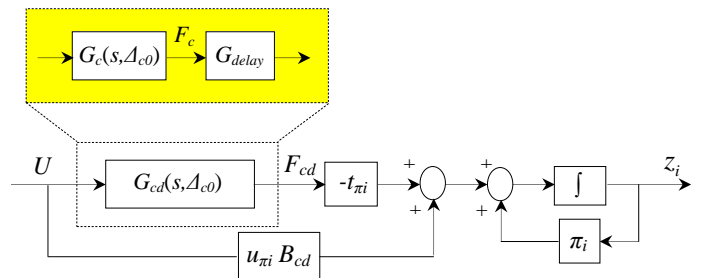 G_c(s,Δ_c0) F_c G_delay
U G_cd(s,Δ_c0) F_cd -t_πi + + + + ∫ z_i
u_πi B_cd π_i